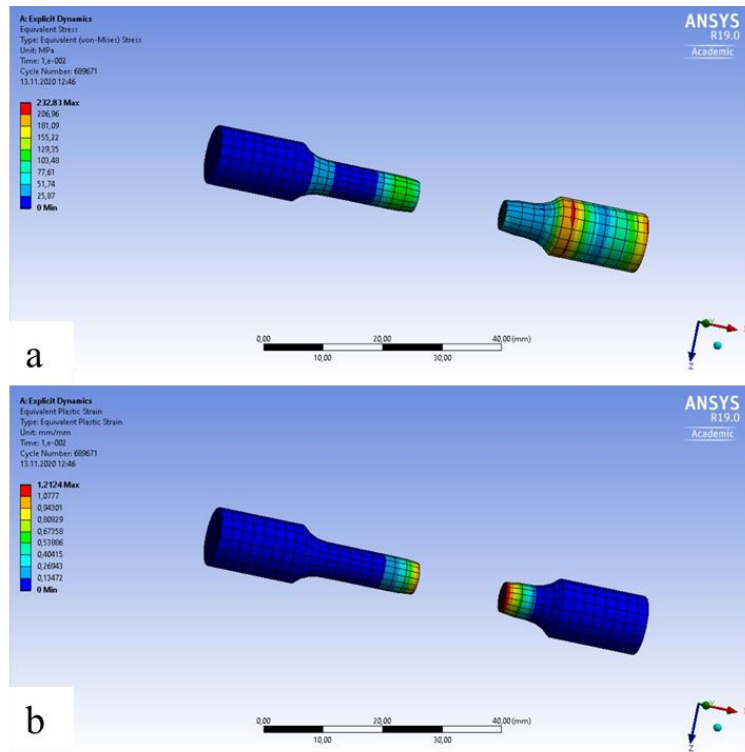 A: Explicit Dynamics
Equivalent Stress
Type: Equivalent (von-Mises) Stress
Unit: MPa
Time: 1,e-002
Cycle Number: 689671
13.11.2020 12:46
232,83 Max
206,96
181,09
155,22
129,35
103,48
77,61
51,74
25,87
0 Min
ANSYS
R19.0
Academic
0,00 20,00 40,00 (mm)
10,00 30,00
X
Z
a
A: Explicit Dynamics
Equivalent Plastic Strain
Type: Equivalent Plastic Strain
Unit: mm/mm
Time: 1,e-002
Cycle Number: 689671
13.11.2020 12:46
1,2124 Max
1,0777
0,94301
0,80829
0,67358
0,53886
0,40415
0,26943
0,13472
0 Min
ANSYS
R19.0
Academic
0,00 20,00 40,00 (mm)
10,00 30,00
X
Z
b